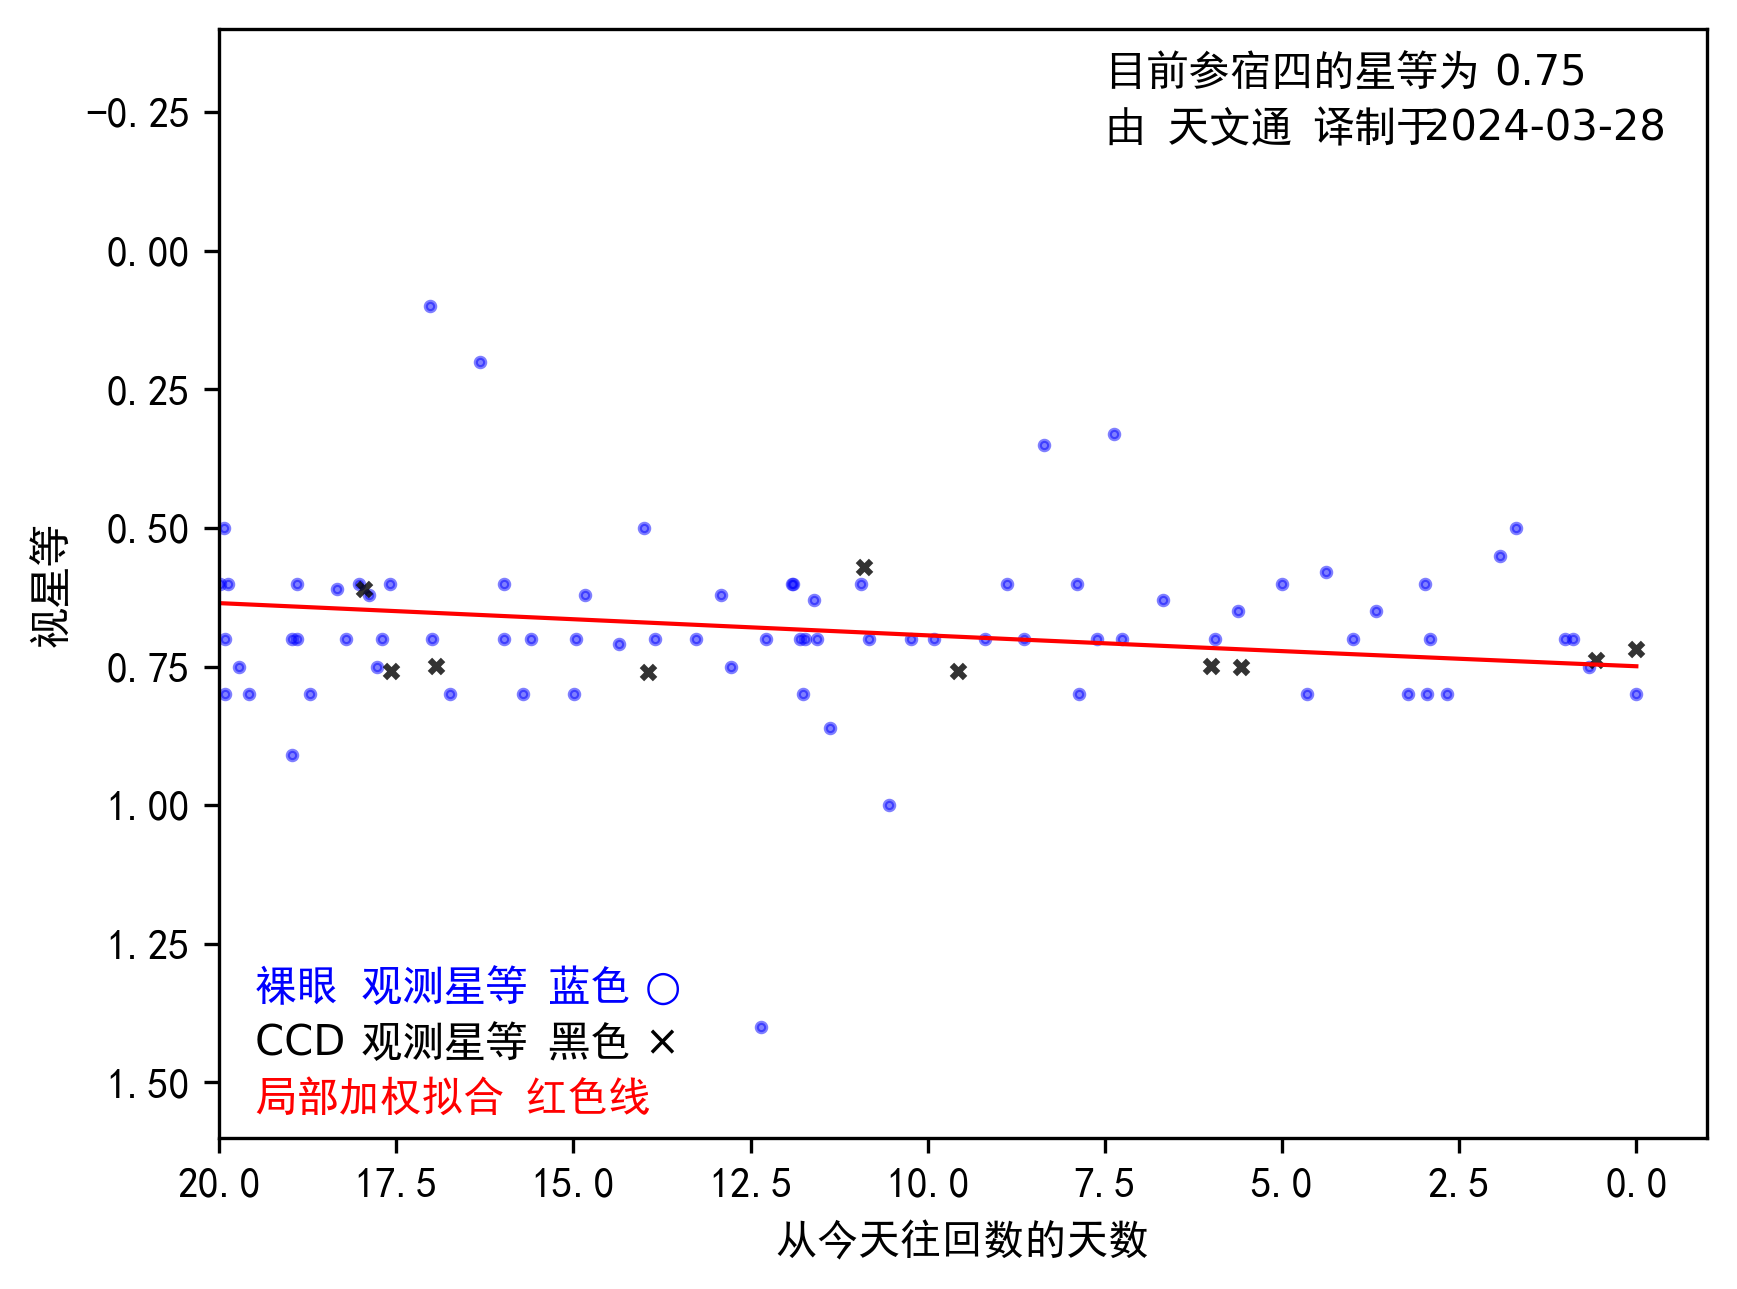 目前参宿四的星等为 0.75
由 天文通 译制于2024-03-28
−0.25
0.00
0.25
0.50
0.75
1.00
1.25
1.50
视星等
裸眼 观测星等 蓝色 ○
CCD 观测星等 黑色 ×
局部加权拟合 红色线
20.0 17.5 15.0 12.5 10.0 7.5 5.0 2.5 0.0
从今天往回数的天数